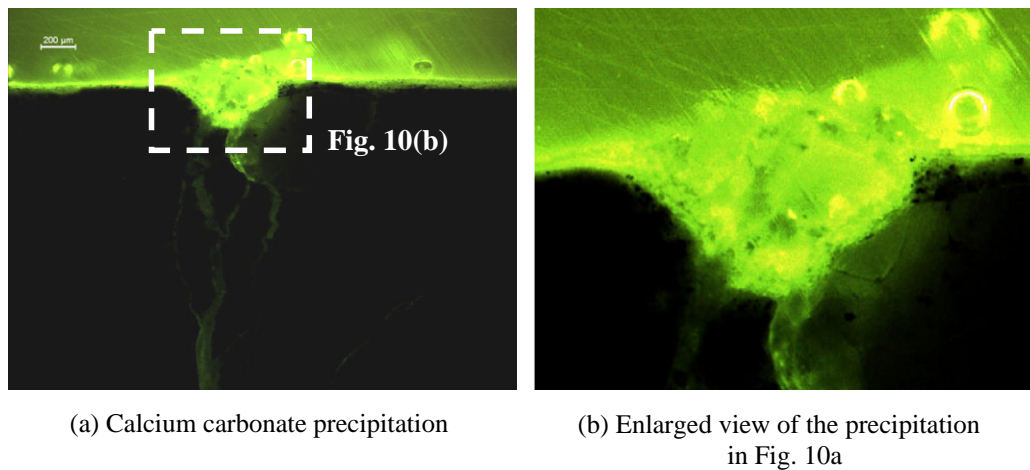 200 µm
Fig. 10(b)
(a) Calcium carbonate precipitation
(b) Enlarged view of the precipitation
in Fig. 10a